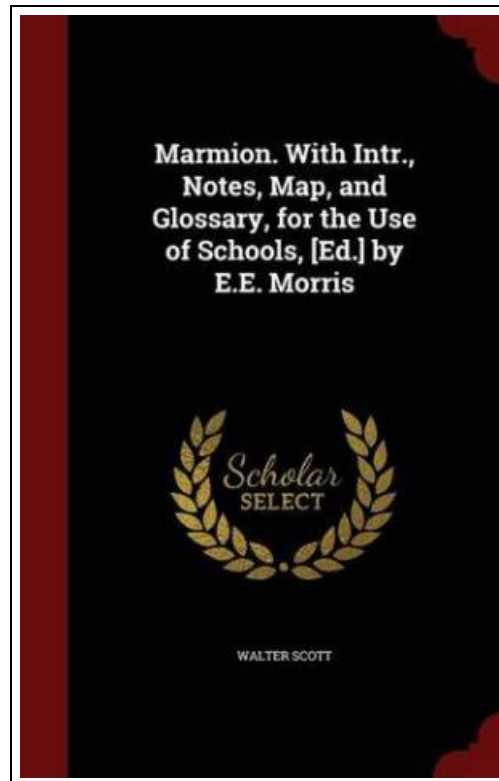 Marmion. With Intr.,
Notes, Map, and
Glossary, for the Use
of Schools, [Ed.] by
E.E. Morris
Scholar
SELECT
WALTER SCOTT